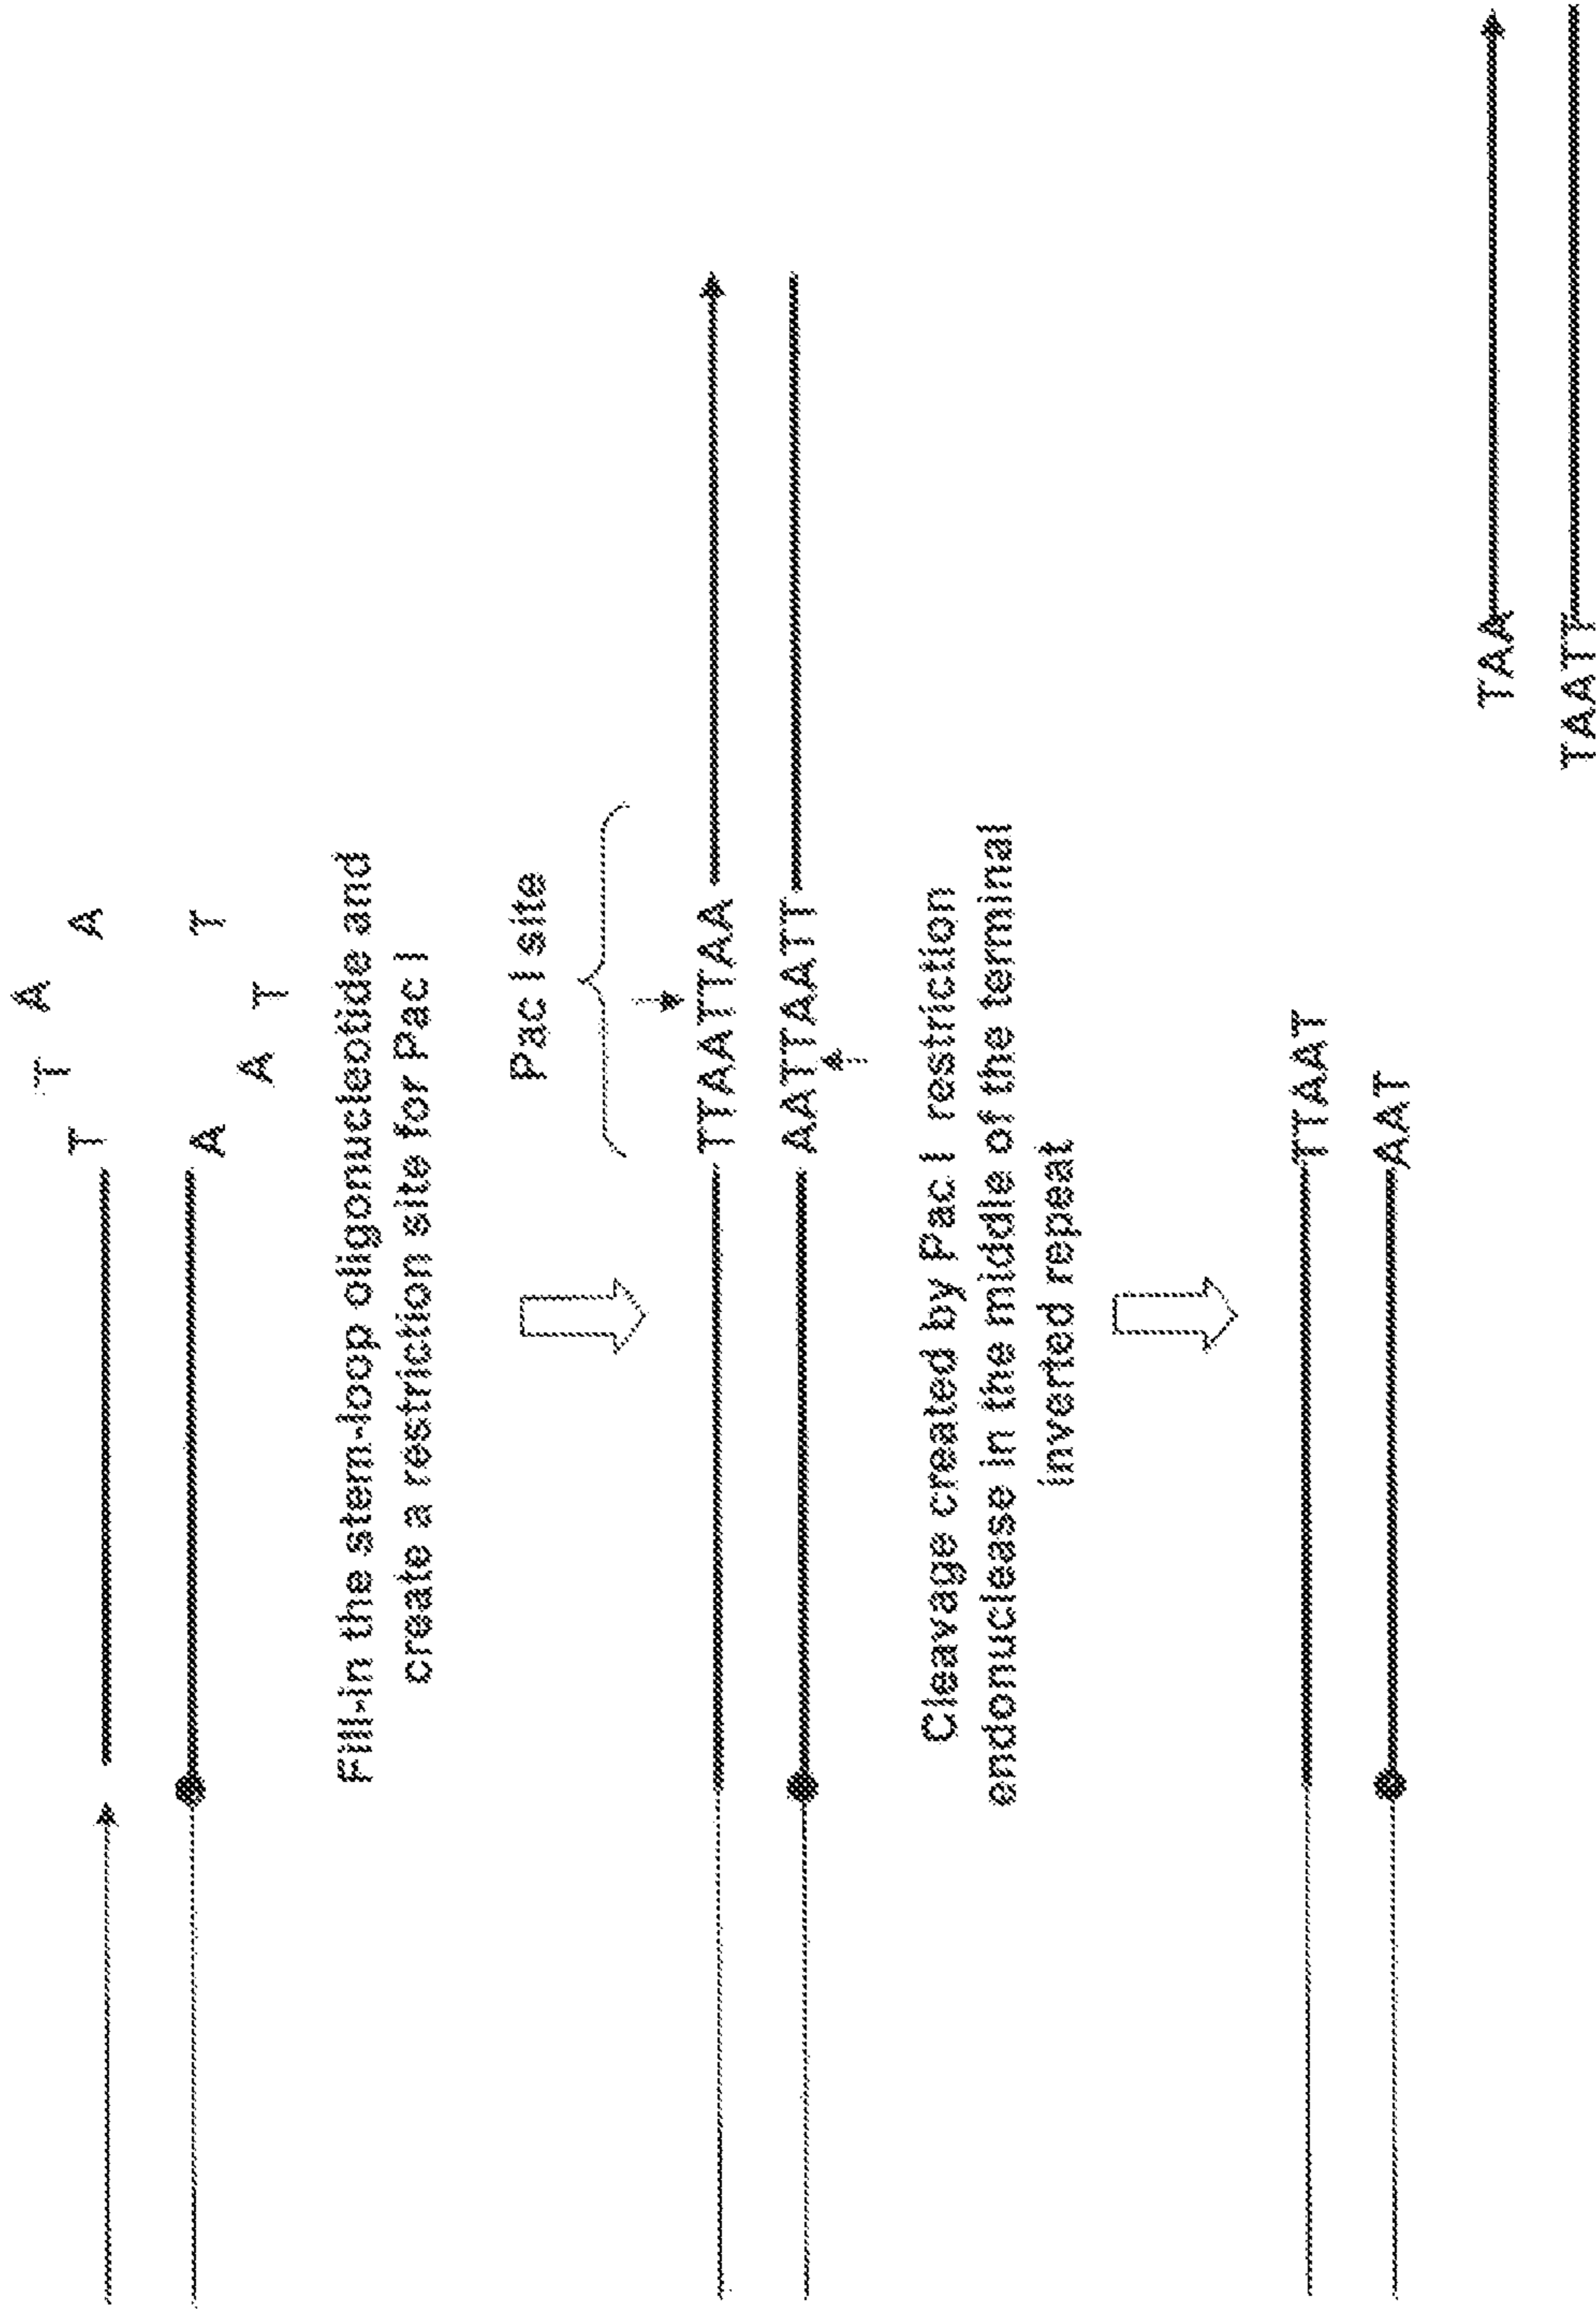 T T A A
A A T T
Fill-in the stem-loop oligonucleotide and
create a restriction site for Pac I
Pac I site
TTAATTAA
AATTAATT
Cleavage created by Pac I restriction
endonuclease in the middle of the terminal
inverted repeat
TTAAT
AAT
TAA
TAATT